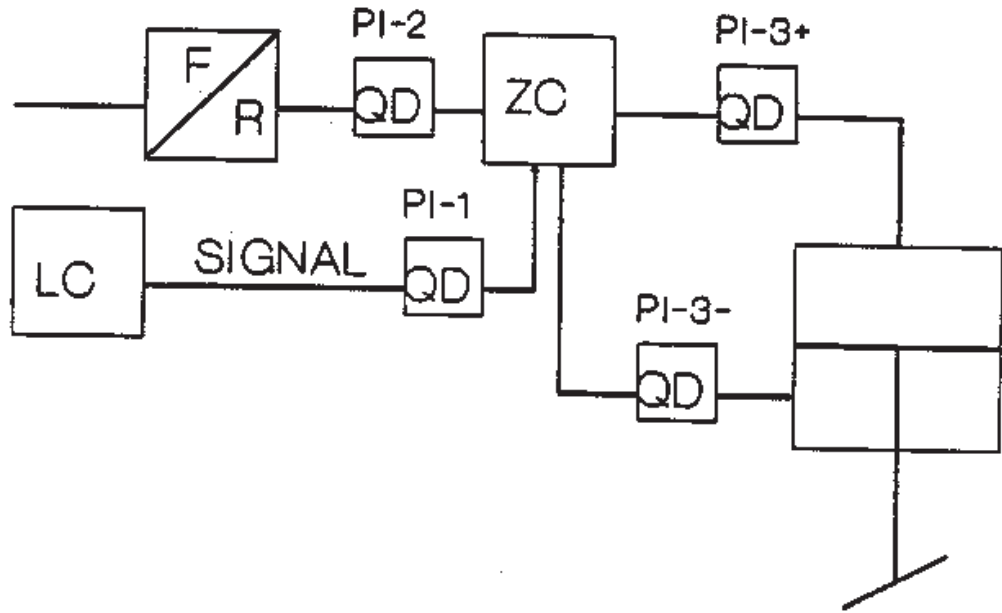 PI-2
PI-3+
F
R
QD
ZC
QD
PI-1
LC
SIGNAL
QD
PI-3-
QD